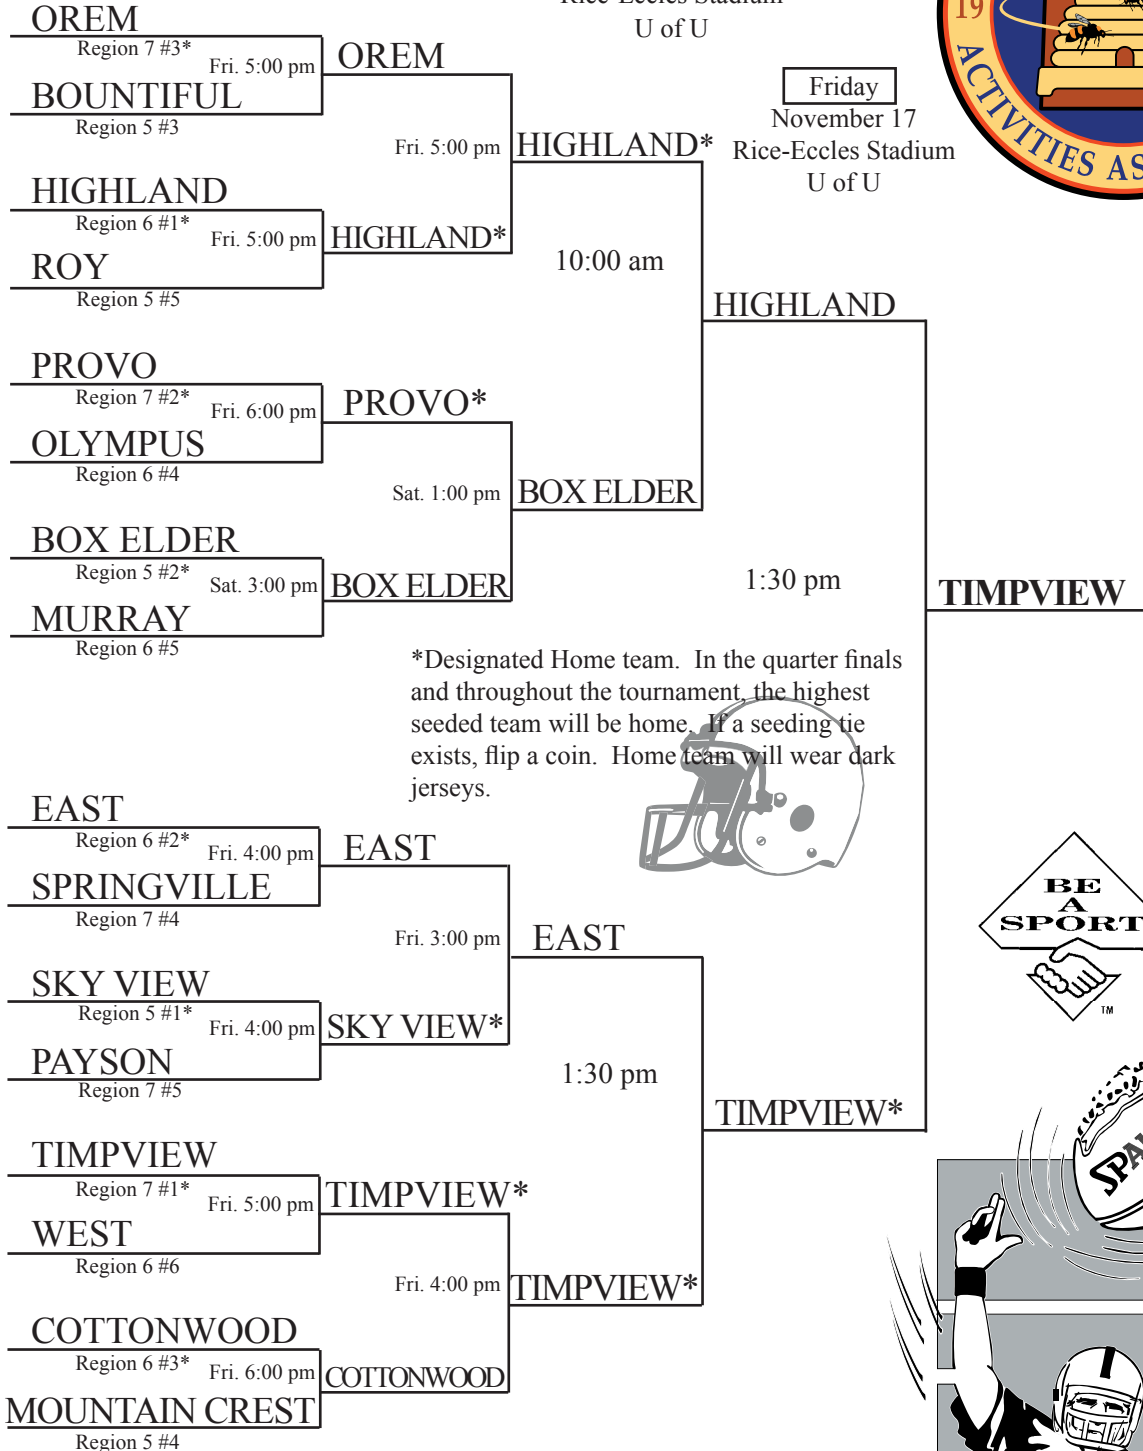 Rice-Eccles Stadium
U of U
Friday
November 17
Rice-Eccles Stadium
U of U
19
ACTIVITIES AS
OREM
Region 7 #3*
Fri. 5:00 pm
BOUNTIFUL
Region 5 #3
OREM
Fri. 5:00 pm
HIGHLAND*
HIGHLAND
Region 6 #1*
Fri. 5:00 pm
ROY
Region 5 #5
HIGHLAND*
10:00 am
HIGHLAND
PROVO
Region 7 #2*
Fri. 6:00 pm
OLYMPUS
Region 6 #4
PROVO*
Sat. 1:00 pm
BOX ELDER
BOX ELDER
Region 5 #2*
Sat. 3:00 pm
MURRAY
Region 6 #5
BOX ELDER
1:30 pm
TIMPVIEW
*Designated Home team. In the quarter finals
and throughout the tournament, the highest
seeded team will be home. If a seeding tie
exists, flip a coin. Home team will wear dark
jerseys.
EAST
Region 6 #2*
Fri. 4:00 pm
SPRINGVILLE
Region 7 #4
EAST
Fri. 3:00 pm
EAST
SKY VIEW
Region 5 #1*
Fri. 4:00 pm
PAYSON
Region 7 #5
SKY VIEW*
1:30 pm
TIMPVIEW*
TIMPVIEW
Region 7 #1*
Fri. 5:00 pm
WEST
Region 6 #6
TIMPVIEW*
Fri. 4:00 pm
TIMPVIEW*
COTTONWOOD
Region 6 #3*
Fri. 6:00 pm
MOUNTAIN CREST
Region 5 #4
COTTONWOOD
BE
A
SPORT
TM
SPA